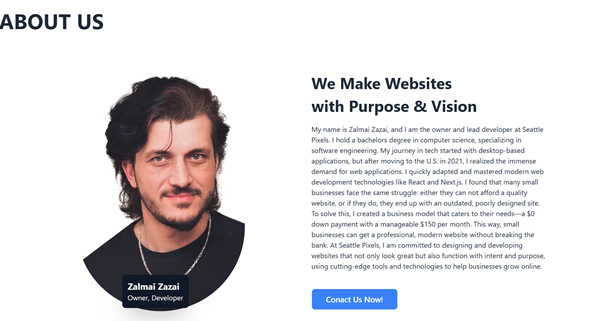 ABOUT US
We Make Websites
with Purpose & Vision
My name is Zalmai Zazai, and I am the owner and lead developer at Seattle
Pixels. I hold a bachelors degree in computer science, specializing in
software engineering. My journey in tech started with desktop-based
applications, but after moving to the U.S. in 2021, I realized the immense
demand for web applications. I quickly adapted and mastered modern web
development technologies like React and Next.js. I found that many small
businesses face the same struggle: either they can not afford a quality
website, or if they do, they end up with an outdated, poorly designed site.
To solve this, I created a business model that caters to their needs—a $0
down payment with a manageable $150 per month. This way, small
businesses can get a professional, modern website without breaking the
bank. At Seattle Pixels, I am committed to designing and developing
websites that not only look great but also function with intent and purpose,
using cutting-edge tools and technologies to help businesses grow online.
Zalmai Zazai
Owner, Developer
Conact Us Now!